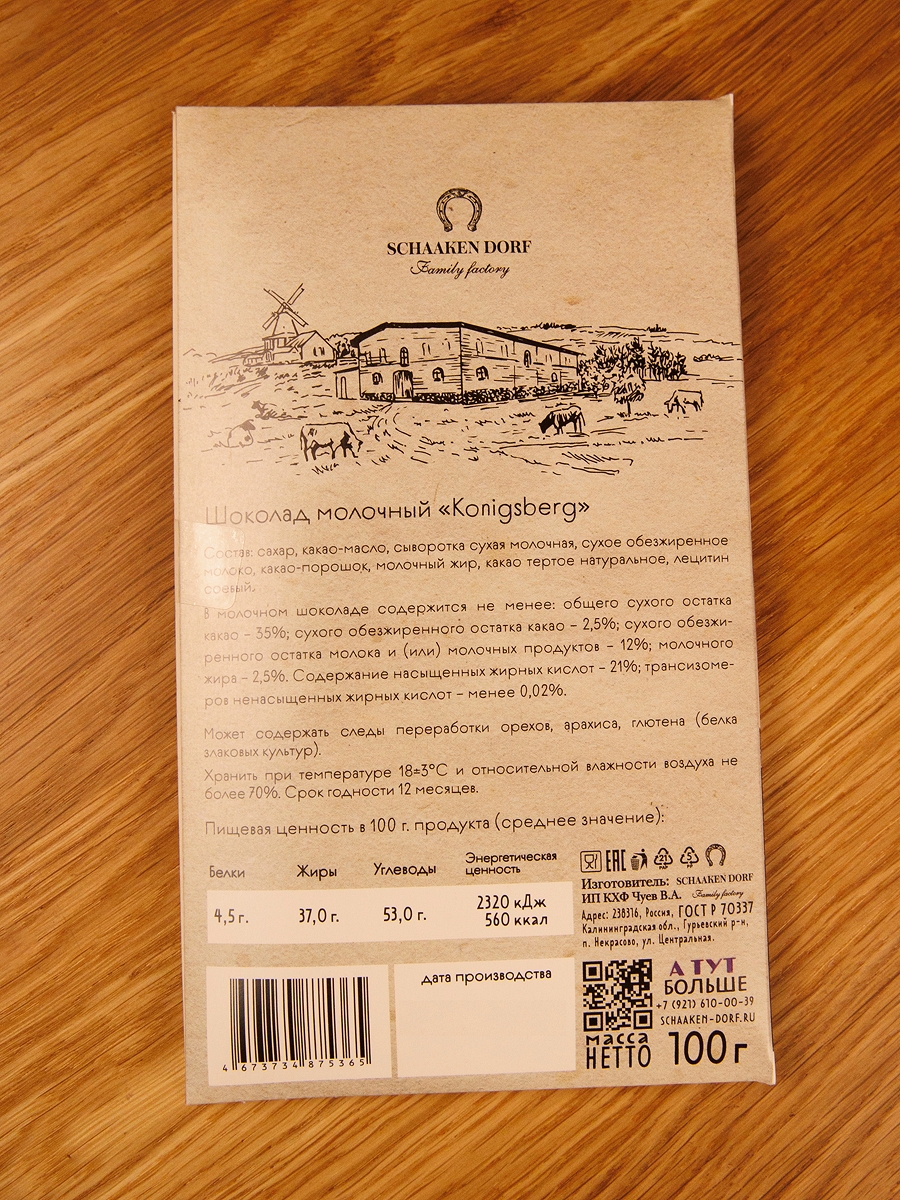 SCHAAKEN DORF
Family factory
Шоколад молочный «Konigsberg»
Состав: сахар, какао-масло, сыворотка сухая молочная, сухое обезжиренное
молоко, какао-порошок, молочный жир, какао тертое натуральное, лецитин
соевый.
В молочном шоколаде содержится не менее: общего сухого остатка
какао – 35%; сухого обезжиренного остатка какао – 2,5%; сухого обезжи-
ренного остатка молока и (или) молочных продуктов – 12%; молочного
жира – 2,5%. Содержание насыщенных жирных кислот – 21%; трансизоме-
ров ненасыщенных жирных кислот – менее 0,02%.
Может содержать следы переработки орехов, арахиса, глютена (белка
злаковых культур).
Хранить при температуре 18±3°С и относительной влажности воздуха не
более 70%. Срок годности 12 месяцев.
Пищевая ценность в 100 г. продукта (среднее значение):
Белки Жиры Углеводы Энергетическая
ценность
4,5 г. 37,0 г. 53,0 г. 2320 кДж
560 ккал
EAC 21 PAP 5
Изготовитель: SCHAAKEN DORF
ИП КХФ Чуев В.А. Family factory
Адрес: 238316, Россия, ГОСТ Р 70337
Калининградская обл., Гурьевский р-н,
п. Некрасово, ул. Центральная.
дата производства
А ТУТ
БОЛЬШЕ
+7 (921) 610-00-39
SCHAAKEN-DORF.RU
масса
НЕТТО 100 г
4 673734 875365